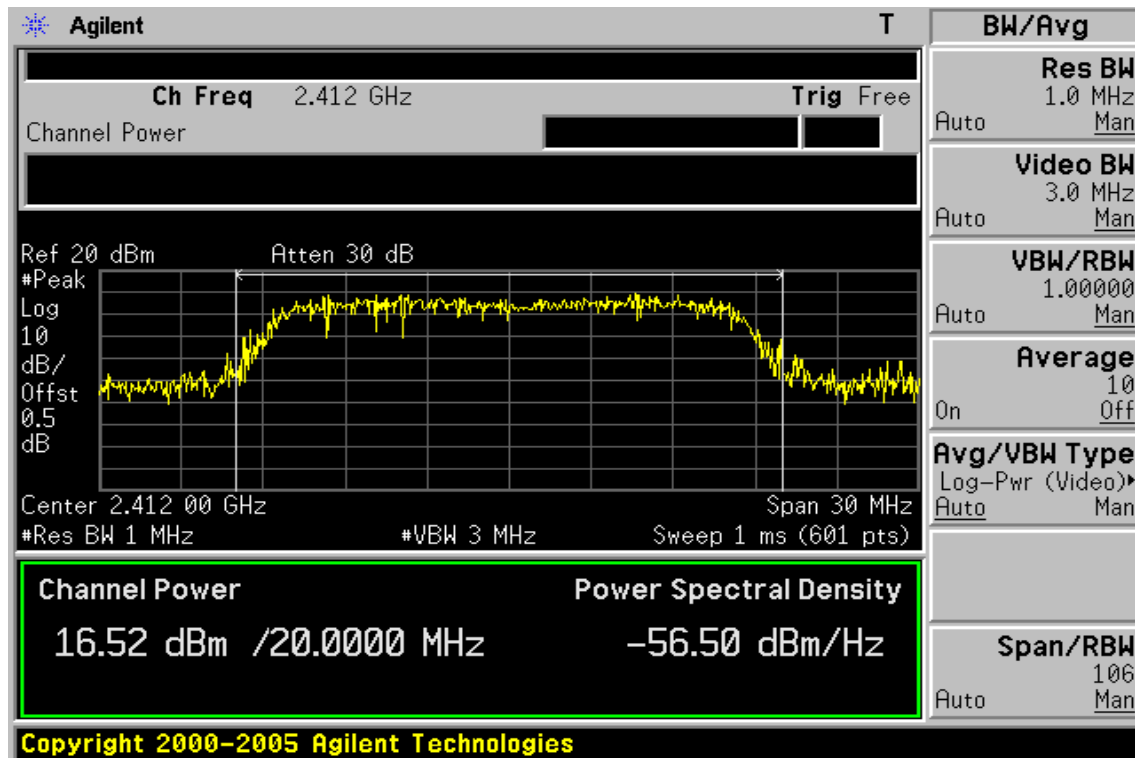 Agilent T
Ch Freq 2.412 GHz Trig Free
Channel Power
Ref 20 dBm Atten 30 dB
#Peak
Log
10
dB/
Offst
0.5
dB
Center 2.412 00 GHz Span 30 MHz
#Res BW 1 MHz #VBW 3 MHz Sweep 1 ms (601 pts)
Channel Power Power Spectral Density
16.52 dBm /20.0000 MHz -56.50 dBm/Hz
Copyright 2000-2005 Agilent Technologies
BW/Avg
Res BW
1.0 MHz
Auto Man
Video BW
3.0 MHz
Auto Man
VBW/RBW
1.00000
Auto Man
Average
10
On Off
Avg/VBW Type
Log-Pwr (Video)
Auto Man
Span/RBW
106
Auto Man